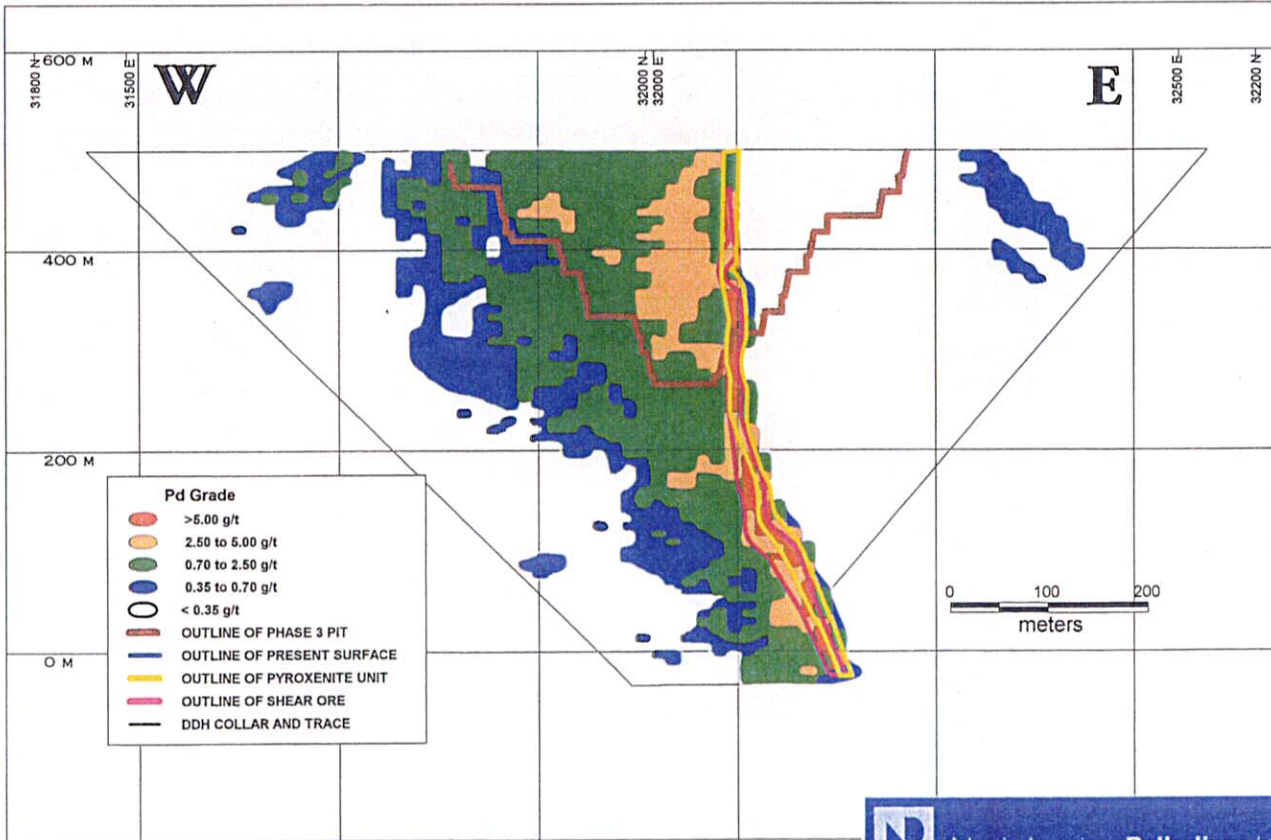 600 M
31800 N
31500 E
W
32000 N
32000 E
E
32500 E
32200 N
400 M
200 M
0 M
Pd Grade
>5.00 g/t
2.50 to 5.00 g/t
0.70 to 2.50 g/t
0.35 to 0.70 g/t
< 0.35 g/t
OUTLINE OF PHASE 3 PIT
OUTLINE OF PRESENT SURFACE
OUTLINE OF PYROXENITE UNIT
OUTLINE OF SHEAR ORE
DDH COLLAR AND TRACE
0 100 200
meters